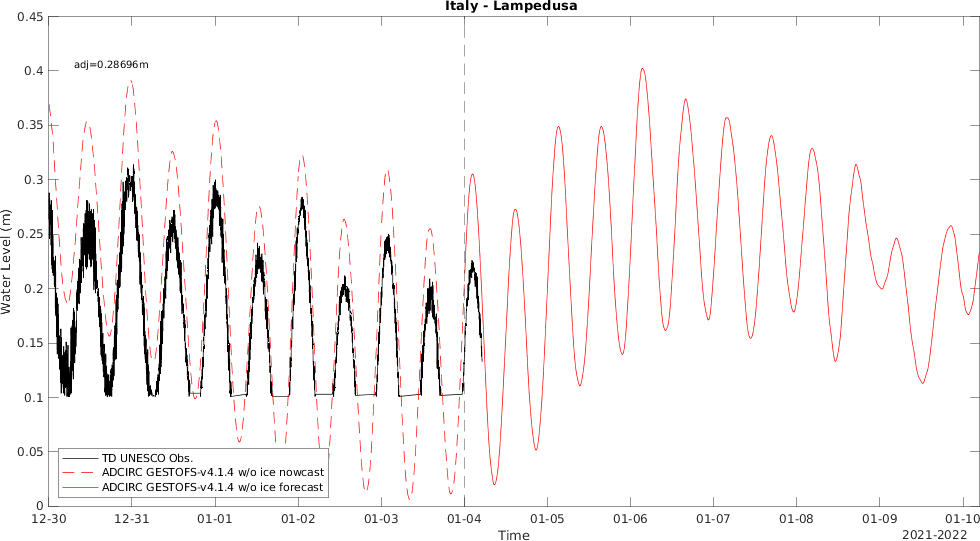 Italy - Lampedusa
adj=0.28696m
Water Level (m)
0.45
0.4
0.35
0.3
0.25
0.2
0.15
0.1
0.05
0
TD UNESCO Obs.
ADCIRC GESTOFS-v4.1.4 w/o ice nowcast
ADCIRC GESTOFS-v4.1.4 w/o ice forecast
12-30 12-31 01-01 01-02 01-03 01-04 01-05 01-06 01-07 01-08 01-09 01-10
Time
2021-2022